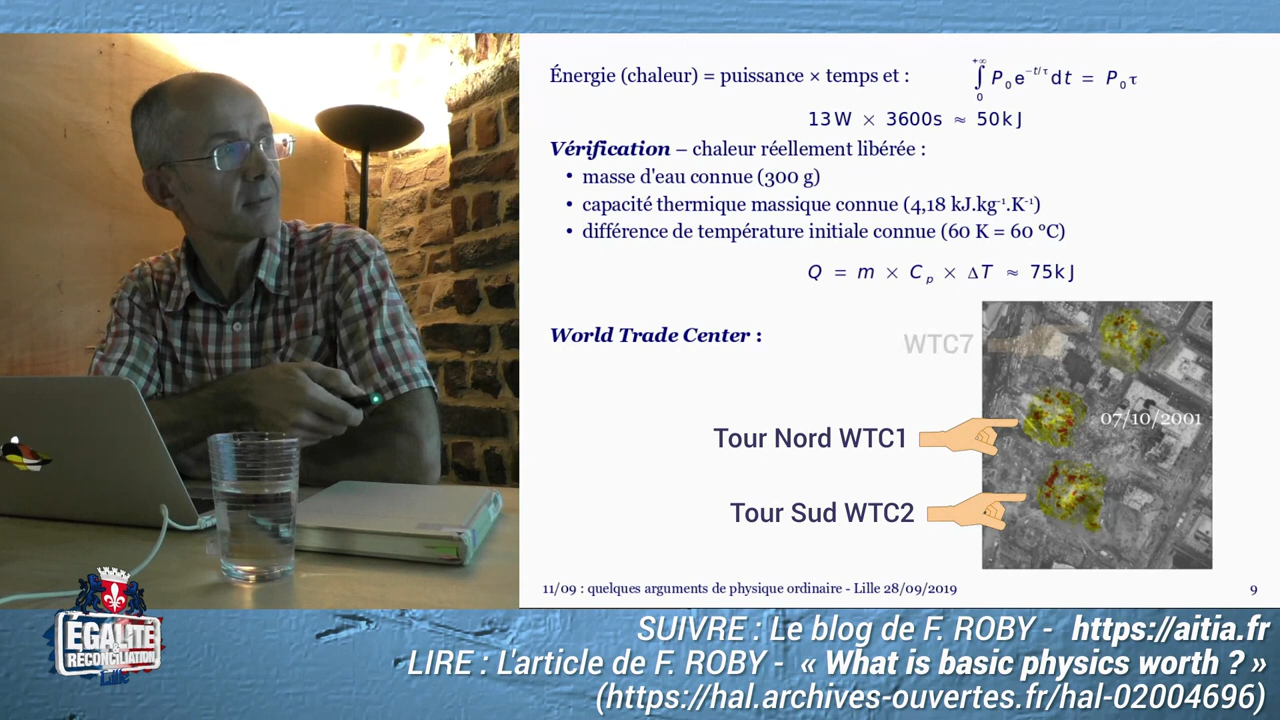 Énergie (chaleur) = puissance × temps et : ∫₀⁺∞ P₀ e⁻ᵗ/τ dt = P₀ τ
13 W × 3600s ≈ 50 kJ
Vérification – chaleur réellement libérée :
• masse d'eau connue (300 g)
• capacité thermique massique connue (4,18 kJ.kg⁻¹.K⁻¹)
• différence de température initiale connue (60 K = 60 °C)
Q = m × Cₚ × ΔT ≈ 75 kJ
World Trade Center :
WTC7
07/10/2001
Tour Nord WTC1
Tour Sud WTC2
11/09 : quelques arguments de physique ordinaire - Lille 28/09/2019
9
ÉGALITÉ
&
RÉCONCILIATION
Lille
SUIVRE : Le blog de F. ROBY - https://aitia.fr
LIRE : L'article de F. ROBY - « What is basic physics worth ? »
(https://hal.archives-ouvertes.fr/hal-02004696)